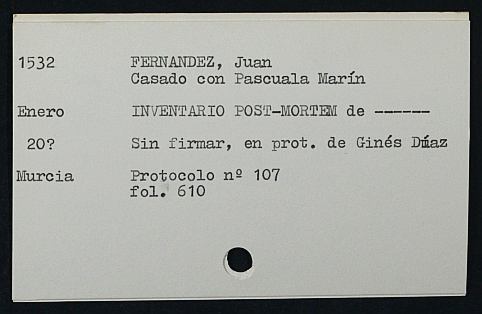 1532 FERNANDEZ, Juan
Casado con Pascuala Marín
Enero INVENTARIO POST-MORTEM de ------
20? Sin firmar, en prot. de Ginés Díaz
Murcia Protocolo nº 107
fol. 610